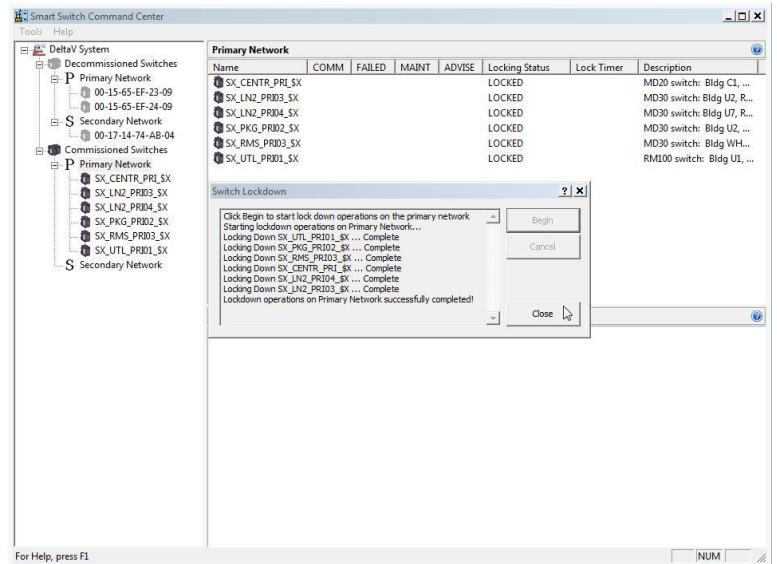 Smart Switch Command Center
Tools Help
DeltaV System
Decommissioned Switches
P Primary Network
00-15-65-EF-23-09
00-15-65-EF-24-09
S Secondary Network
00-17-14-74-AB-04
Commissioned Switches
P Primary Network
SX_CENTR_PRI_$X
SX_LN2_PRI03_$X
SX_LN2_PRI04_$X
SX_PKG_PRI02_$X
SX_RMS_PRI03_$X
SX_UTL_PRI01_$X
S Secondary Network
Primary Network
Name COMM FAILED MAINT ADVISE Locking Status Lock Timer Description
SX_CENTR_PRI_$X LOCKED MD20 switch: Bldg C1, ...
SX_LN2_PRI03_$X LOCKED MD30 switch: Bldg U2, R...
SX_LN2_PRI04_$X LOCKED MD30 switch: Bldg U7, R...
SX_PKG_PRI02_$X LOCKED MD30 switch: Bldg U2, ...
SX_RMS_PRI03_$X LOCKED MD30 switch: Bldg WH...
SX_UTL_PRI01_$X LOCKED RM100 switch: Bldg U1, ...
Switch Lockdown
Click Begin to start lock down operations on the primary network
Starting lockdown operations on Primary Network...
Locking Down SX_UTL_PRI01_$X ... Complete
Locking Down SX_PKG_PRI02_$X ... Complete
Locking Down SX_RMS_PRI03_$X ... Complete
Locking Down SX_CENTR_PRI_$X ... Complete
Locking Down SX_LN2_PRI04_$X ... Complete
Locking Down SX_LN2_PRI03_$X ... Complete
Lockdown operations on Primary Network successfully completed!
Begin
Cancel
Close
For Help, press F1
NUM